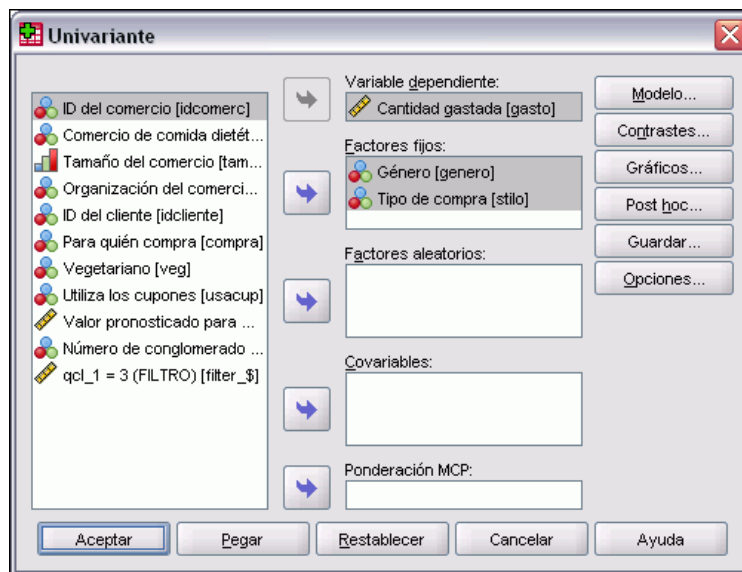 Univariante
ID del comercio [idcomerc]
Comercio de comida dietét...
Tamaño del comercio [tam...
Organización del comerci...
ID del cliente [idcliente]
Para quién compra [compra]
Vegetariano [veg]
Utiliza los cupones [usacup]
Valor pronosticado para ...
Número de conglomerado ...
qcl_1 = 3 (FILTRO) [filter_$]
Variable dependiente:
Cantidad gastada [gasto]
Factores fijos:
Género [genero]
Tipo de compra [stilo]
Factores aleatorios:
Covariables:
Ponderación MCP:
Modelo...
Contrastes...
Gráficos...
Post hoc...
Guardar...
Opciones...
Aceptar
Pegar
Restablecer
Cancelar
Ayuda